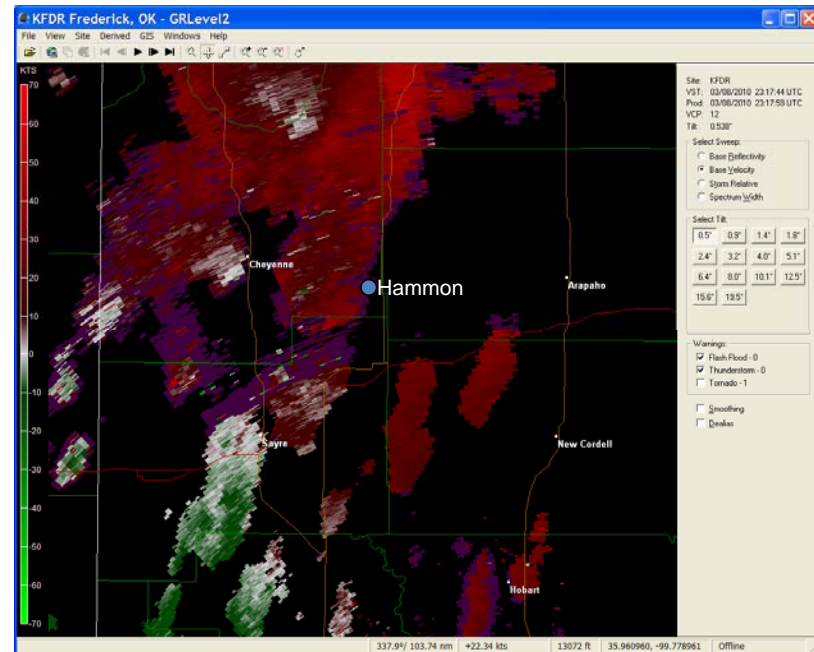 KFDR Frederick, OK - GRLevel2
File View Site Derived GIS Windows Help
KTS
70
60
50
40
30
20
10
0
-10
-20
-30
-40
-50
-60
-70
Cheyenne
Hammon
Arapaho
Sayre
New Cordell
Hobart
Site: KFDR
VST: 03/08/2010 23:17:44 UTC
Prod: 03/08/2010 23:17:59 UTC
VCP: 12
Tilt: 0.538°
Select Sweep:
Base Reflectivity
Base Velocity
Storm Relative
Spectrum Width
Select Tilt:
0.5° 0.9° 1.4° 1.8°
2.4° 3.2° 4.0° 5.1°
6.4° 8.0° 10.1° 12.5°
15.6° 19.5°
Warnings:
Flash Flood - 0
Thunderstorm - 0
Tornado - 1
Smoothing
Dealias
337.9º/ 103.74 nm +22.34 kts 13072 ft 35.960960, -99.778961 Offline